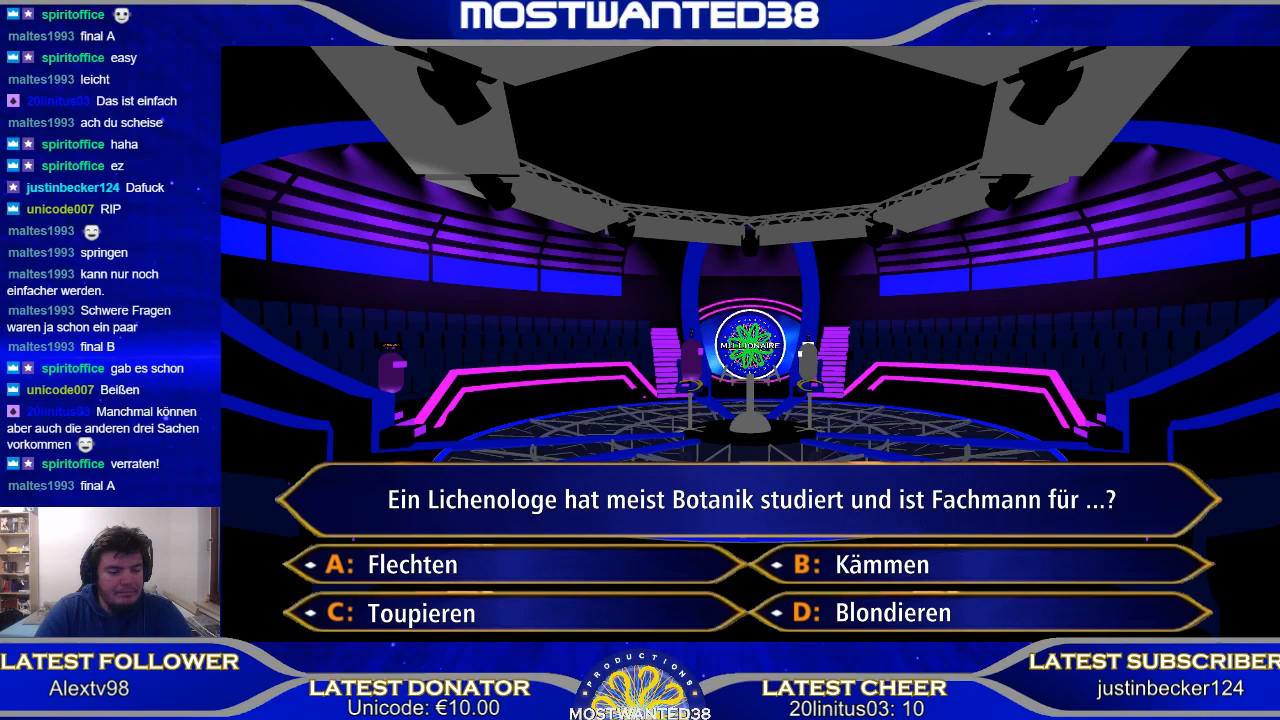 MOSTWANTED38
spiritoffice
maltes1993 final A
spiritoffice easy
maltes1993 leicht
20linitus03 Das ist einfach
maltes1993 ach du scheise
spiritoffice haha
spiritoffice ez
justinbecker124 Dafuck
unicode007 RIP
maltes1993
maltes1993 springen
maltes1993 kann nur noch
einfacher werden.
maltes1993 Schwere Fragen
waren ja schon ein paar
maltes1993 final B
spiritoffice gab es schon
unicode007 Beißen
20linitus03 Manchmal können
aber auch die anderen drei Sachen
vorkommen
spiritoffice verraten!
maltes1993 final A
MILLIONAIRE
Ein Lichenologe hat meist Botanik studiert und ist Fachmann für ...?
A: Flechten
B: Kämmen
C: Toupieren
D: Blondieren
LATEST FOLLOWER
Alextv98
LATEST DONATOR
Unicode: €10.00
PRODUCTIONS
MOSTWANTED38
LATEST CHEER
20linitus03: 10
LATEST SUBSCRIBER
justinbecker124